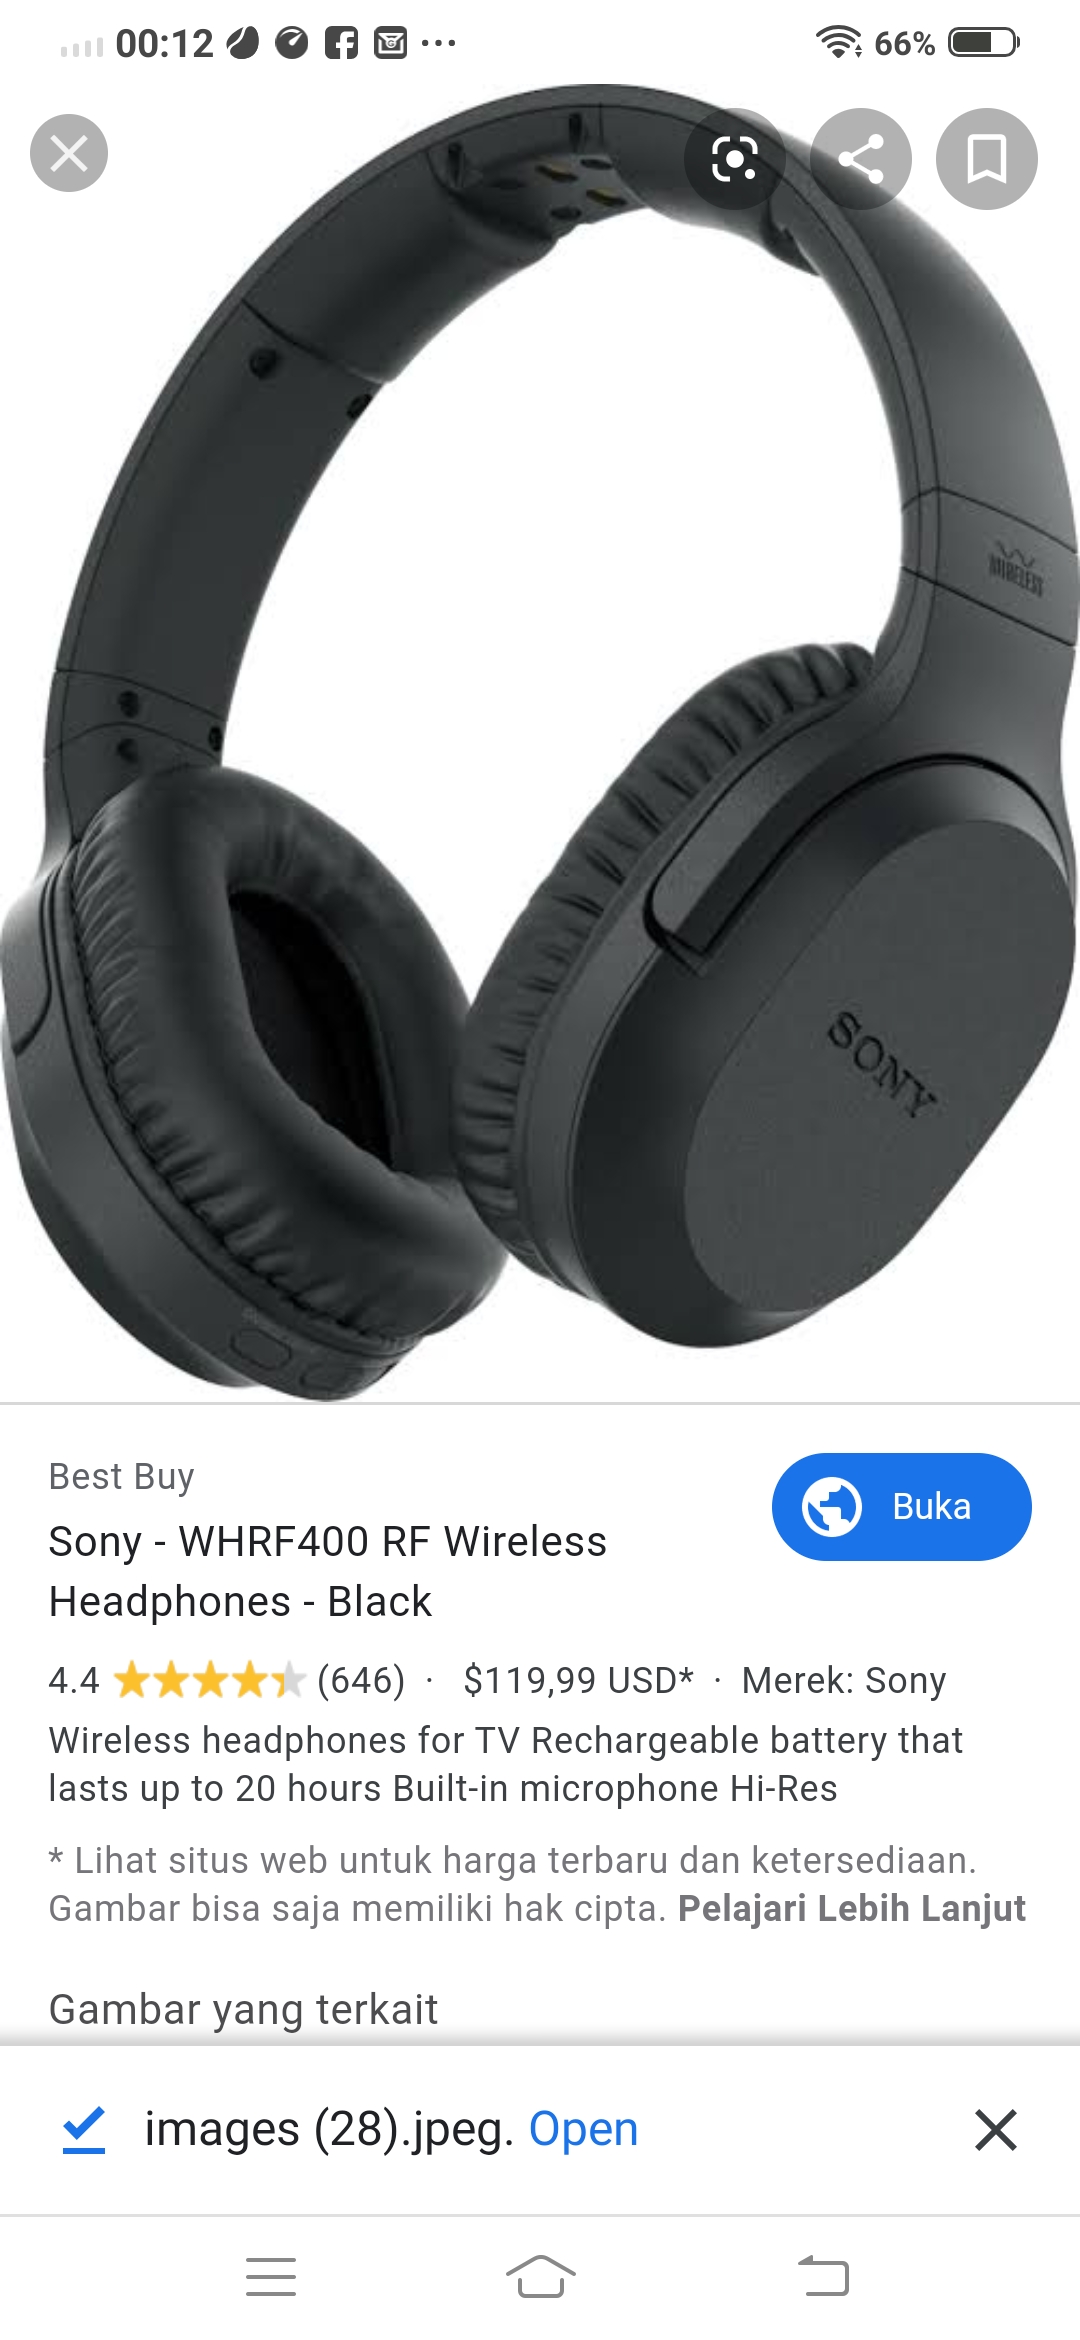 00:12
66%
WIRELESS
SONY
Best Buy
Buka
Sony - WHRF400 RF Wireless
Headphones - Black
4.4 (646) · $119,99 USD* · Merek: Sony
Wireless headphones for TV Rechargeable battery that
lasts up to 20 hours Built-in microphone Hi-Res
* Lihat situs web untuk harga terbaru dan ketersediaan.
Gambar bisa saja memiliki hak cipta. Pelajari Lebih Lanjut
Gambar yang terkait
images (28).jpeg. Open